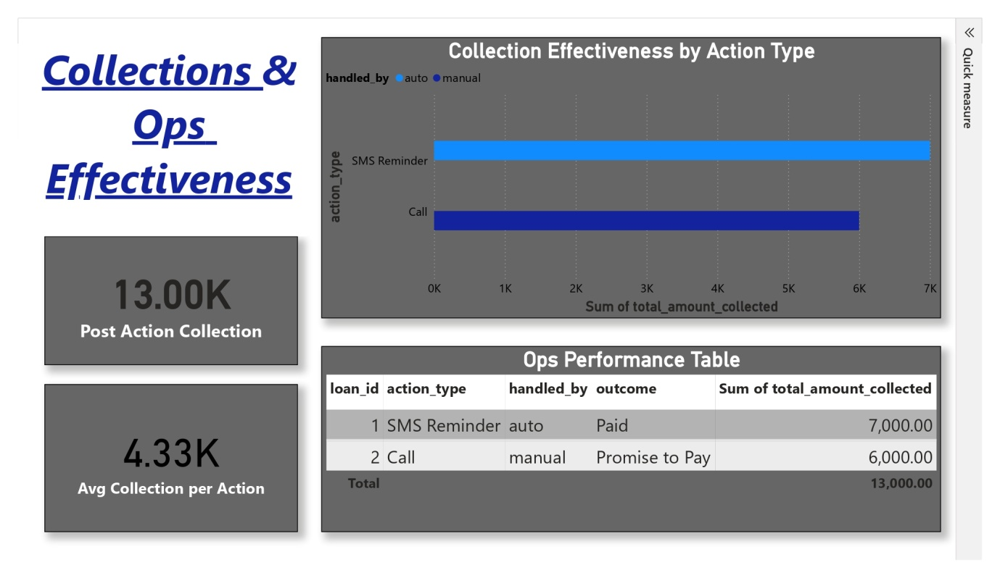 Collections &
Ops
Effectiveness
13.00K
Post Action Collection
4.33K
Avg Collection per Action
Collection Effectiveness by Action Type
handled_by auto manual
action_type
SMS Reminder
Call
0K 1K 2K 3K 4K 5K 6K 7K
Sum of total_amount_collected
Ops Performance Table
loan_id action_type handled_by outcome Sum of total_amount_collected
1 SMS Reminder auto Paid 7,000.00
2 Call manual Promise to Pay 6,000.00
Total 13,000.00
Quick measure